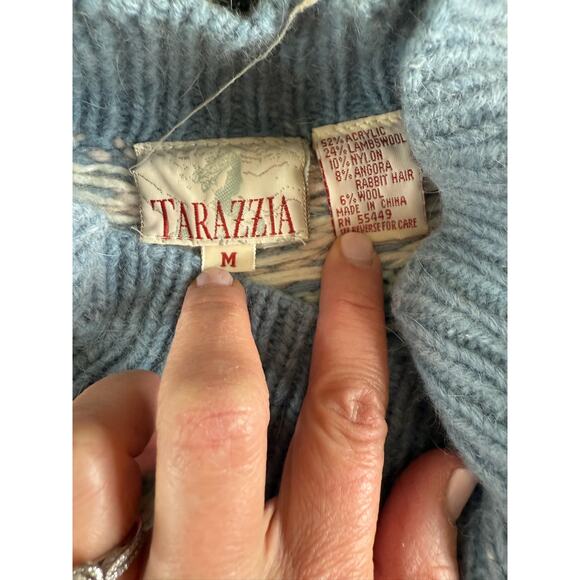 TARAZZIA
M
52% ACRYLIC
24% LAMBSWOOL
10% NYLON
8% ANGORA
RABBIT HAIR
6% WOOL
MADE IN CHINA
RN 55449
SEE REVERSE FOR CARE